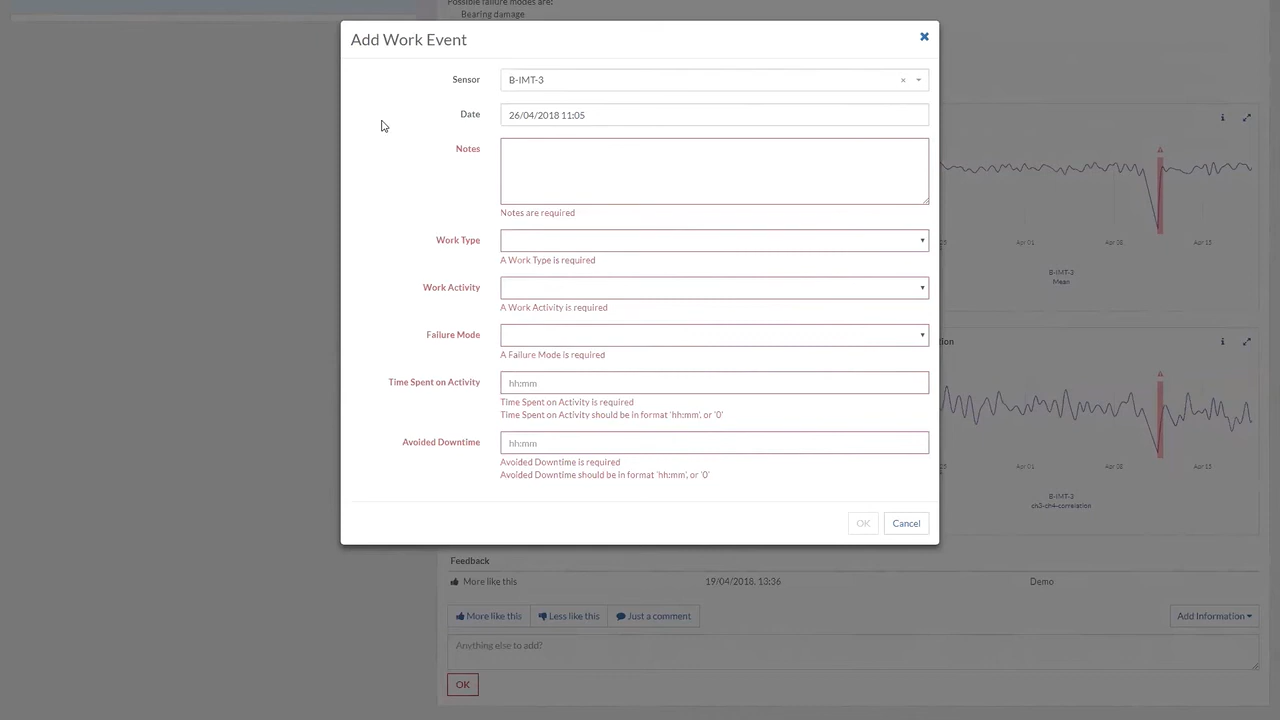 Possible failure modes are:
Bearing damage
Add Work Event
Sensor
B-IMT-3
Date
26/04/2018 11:05
Notes
Notes are required
Work Type
A Work Type is required
Work Activity
A Work Activity is required
Failure Mode
A Failure Mode is required
Time Spent on Activity
hh:mm
Time Spent on Activity is required
Time Spent on Activity should be in format 'hh:mm', or '0'
Avoided Downtime
hh:mm
Avoided Downtime is required
Avoided Downtime should be in format 'hh:mm', or '0'
OK
Cancel
Apr 01
Apr 08
Apr 15
B-IMT-3
Mean
Apr 01
Apr 08
Apr 15
B-IMT-3
ch3-ch4-correlation
Feedback
More like this
19/04/2018, 13:36
Demo
More like this
Less like this
Just a comment
Add Information
Anything else to add?
OK